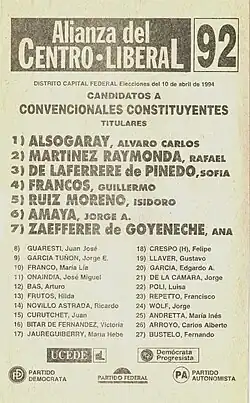 Alianza del
CENTRO·LIBERAL
92
DISTRITO CAPITAL FEDERAL Elecciones del 10 de abril de 1994
CANDIDATOS A
CONVENCIONALES CONSTITUYENTES
TITULARES
1) ALSOGARAY, ALVARO CARLOS
2) MARTINEZ RAYMONDA, RAFAEL
3) DE LAFERRERE de PINEDO, SOFIA
4) FRANCOS, GUILLERMO
5) RUIZ MORENO, ISIDORO
6) AMAYA, JORGE A.
7) ZAEFFERER de GOYENECHE, ANA
8) GUARESTI, Juan José
9) GARCIA TUÑON, Jorge E.
10) FRANCO, María Lía
11) ONAINDIA, José Miguel
12) BAS, Arturo
13) FRUTOS, Hilda
14) NOVILLO ASTRADA, Ricardo
15) CURUTCHET, Juan
16) BITAR DE FERNANDEZ, Victoria
17) JAUREGUIBERRY, María Hebe
18) CRESPO (H), Felipe
19) LLAVER, Gustavo
20) GARCIA, Edgardo A.
21) DE LA CAMARA, Jorge
22) POLI, Luisa
23) REPETTO, Francisco
24) WOLF, Jorge
25) ANDRETTA, María Inés
26) ARROYO, Carlos Alberto
27) BUSTELO, Fernando
UCEDE
Demócrata
Progresista
PD
PARTIDO
DEMOCRATA
PARTIDO FEDERAL
PA
PARTIDO
AUTONOMISTA